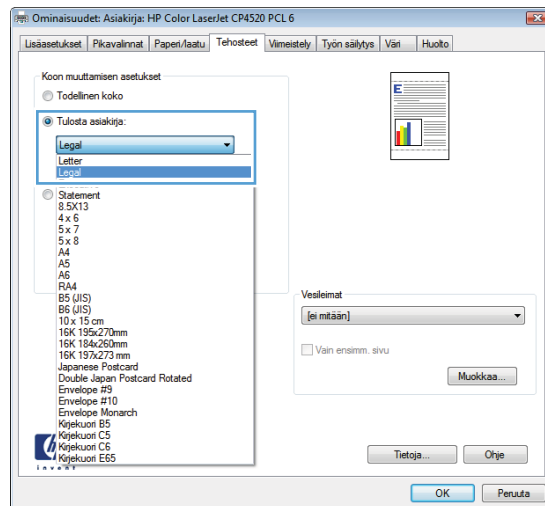 Ominaisuudet: Asiakirja: HP Color LaserJet CP4520 PCL 6
Lisäasetukset Pikavalinnat Paperi/laatu Tehosteet Viimeistely Työn säilytys Väri Huolto
Koon muuttamisen asetukset
Todellinen koko
Tulosta asiakirja:
Legal
Letter
Legal
Statement
8.5X13
4 x 6
5 x 7
5 x 8
A4
A5
A6
RA4
B5 (JIS)
B6 (JIS)
10 x 15 cm
16K 195x270mm
16K 184x260mm
16K 197x273 mm
Japanese Postcard
Double Japan Postcard Rotated
Envelope #9
Envelope #10
Envelope Monarch
Kirjekuori B5
Kirjekuori C5
Kirjekuori C6
Kirjekuori E65
E
Vesileimat
[ei mitään]
Vain ensimm. sivu
Muokkaa...
invent
Tietoja... Ohje
OK Peruuta